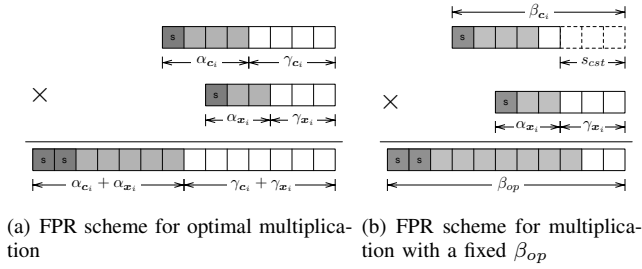 s
α_{c_i} γ_{c_i}
×
s
α_{x_i} γ_{x_i}
s s
α_{c_i} + α_{x_i} γ_{c_i} + γ_{x_i}
(a) FPR scheme for optimal multiplica-
tion
β_{c_i}
s
s_{cst}
×
s
α_{x_i} γ_{x_i}
s s
β_{op}
(b) FPR scheme for multiplica-
tion with a fixed β_{op}